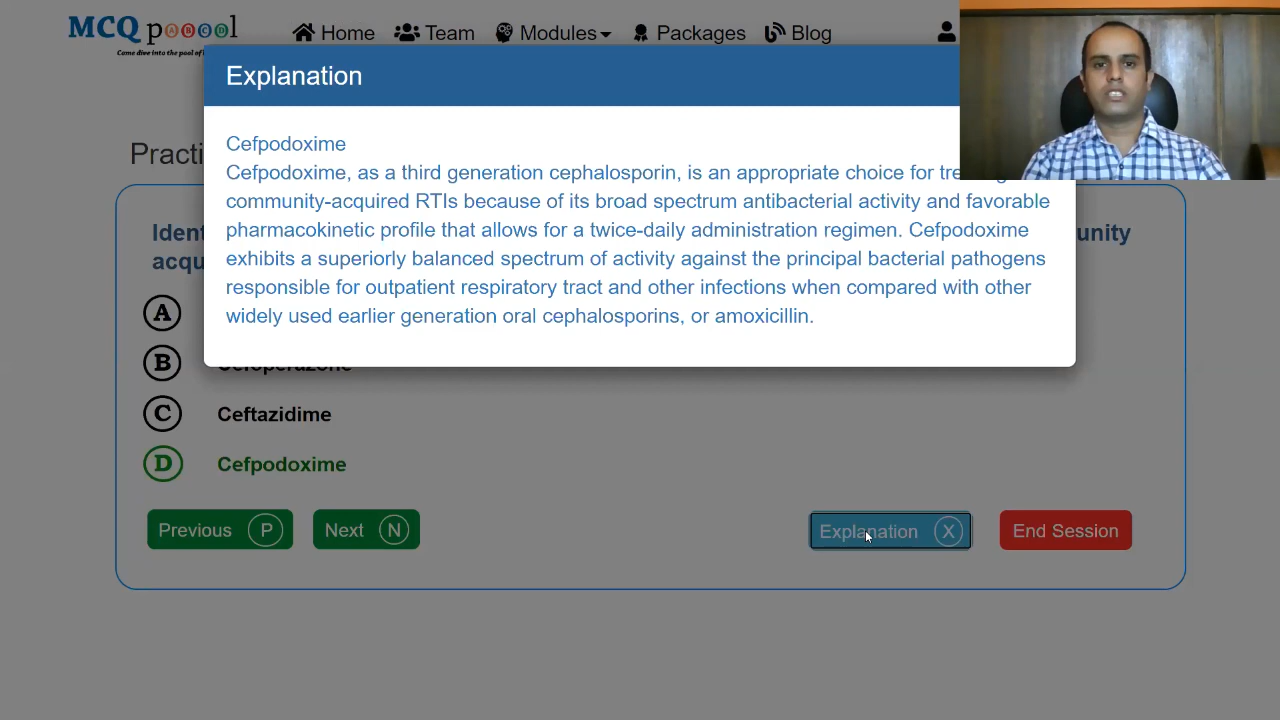 MCQ pooool
Home Team Modules Packages Blog
Came dive into the pool of
Explanation
Practi
Cefpodoxime
Cefpodoxime, as a third generation cephalosporin, is an appropriate choice for tre
community-acquired RTIs because of its broad spectrum antibacterial activity and favorable
pharmacokinetic profile that allows for a twice-daily administration regimen. Cefpodoxime
exhibits a superiorly balanced spectrum of activity against the principal bacterial pathogens
responsible for outpatient respiratory tract and other infections when compared with other
widely used earlier generation oral cephalosporins, or amoxicillin.
Ident unity
acqu
A
B Cefoperazone
C Ceftazidime
D Cefpodoxime
Previous P Next N Explanation X End Session